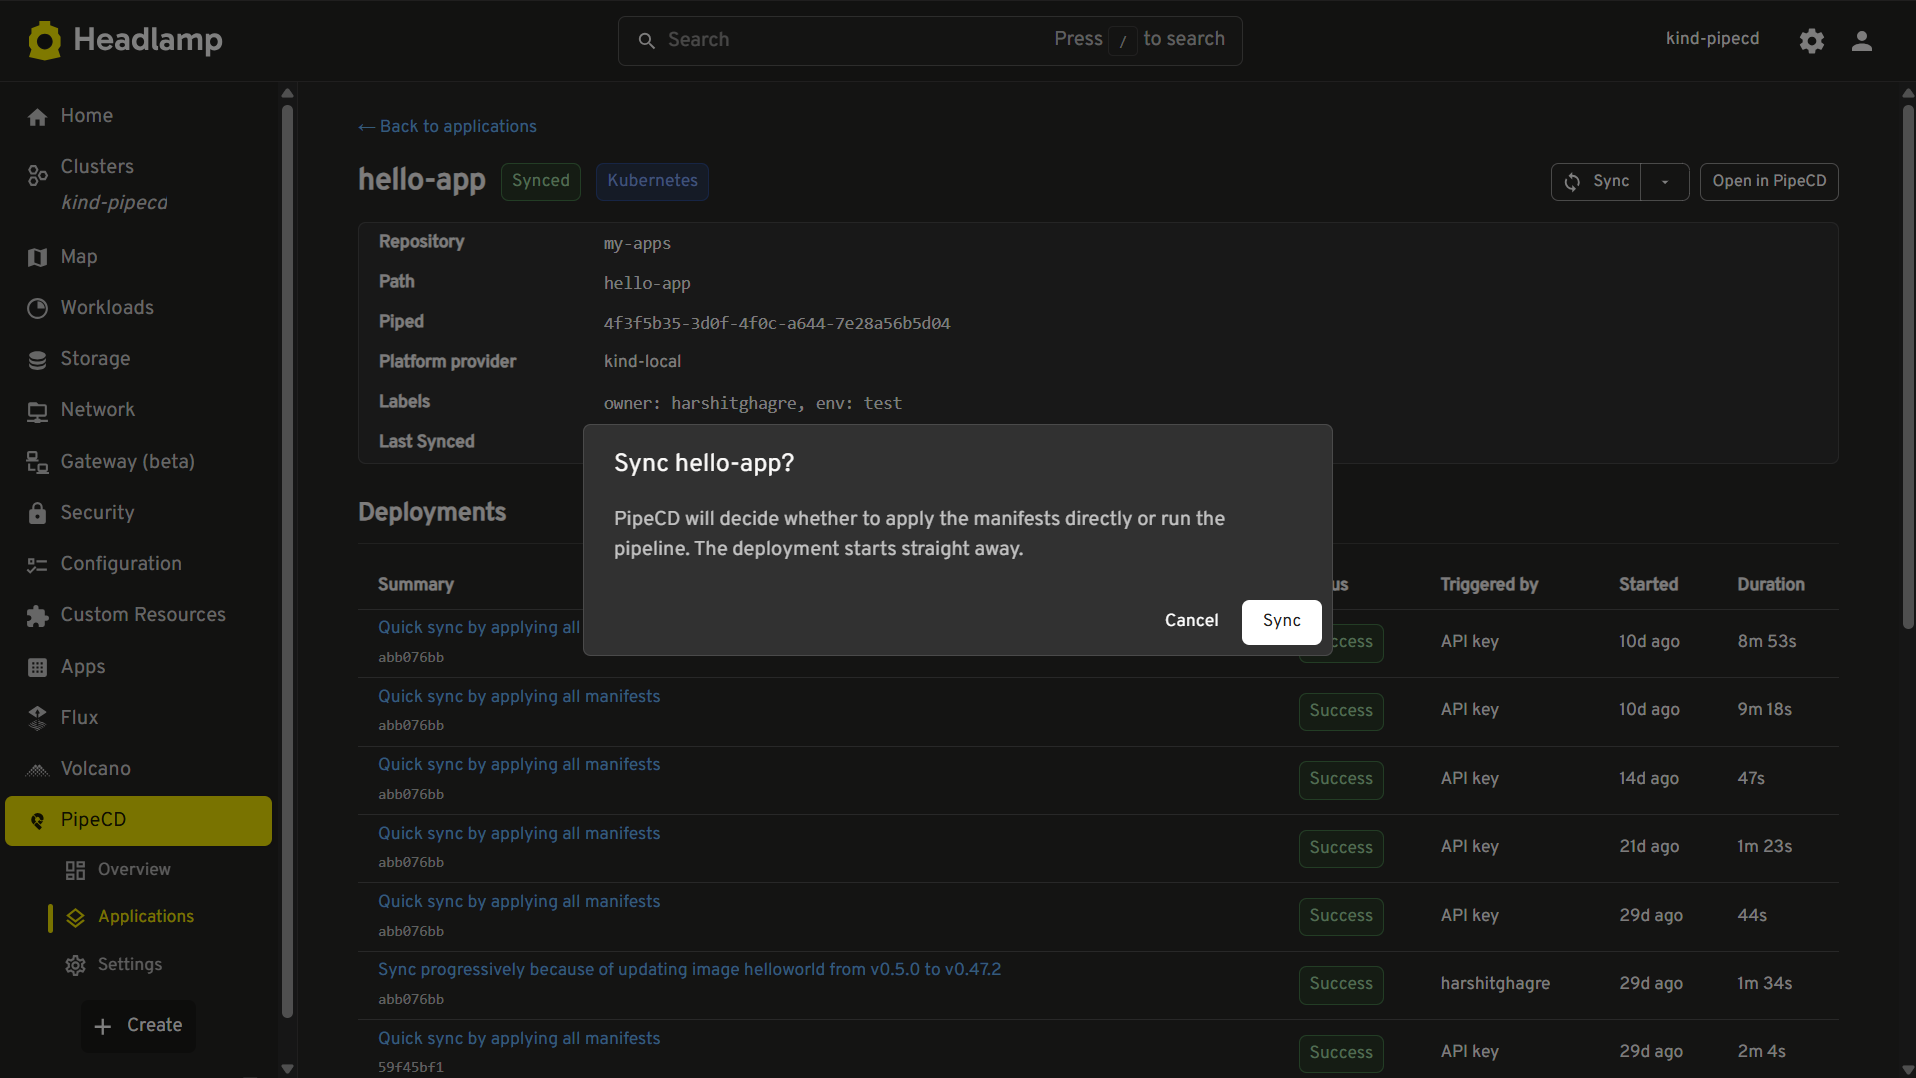 Headlamp
Search
Press / to search
kind-pipecd
Home
Clusters
kind-pipecd
Map
Workloads
Storage
Network
Gateway (beta)
Security
Configuration
Custom Resources
Apps
Flux
Volcano
PipeCD
Overview
Applications
Settings
Create
← Back to applications
hello-app
Synced
Kubernetes
Sync
Open in PipeCD
Repository my-apps
Path hello-app
Piped 4f3f5b35-3d0f-4f0c-a644-7e28a56b5d04
Platform provider kind-local
Labels owner: harshitghagre, env: test
Last Synced
Sync hello-app?
PipeCD will decide whether to apply the manifests directly or run the
pipeline. The deployment starts straight away.
Cancel
Sync
Deployments
Summary Triggered by Started Duration
Quick sync by applying all API key 10d ago 8m 53s
abb076bb
Quick sync by applying all manifests Success API key 10d ago 9m 18s
abb076bb
Quick sync by applying all manifests Success API key 14d ago 47s
abb076bb
Quick sync by applying all manifests Success API key 21d ago 1m 23s
abb076bb
Quick sync by applying all manifests Success API key 29d ago 44s
abb076bb
Sync progressively because of updating image helloworld from v0.5.0 to v0.47.2 Success harshitghagre 29d ago 1m 34s
abb076bb
Quick sync by applying all manifests Success API key 29d ago 2m 4s
59f45bf1